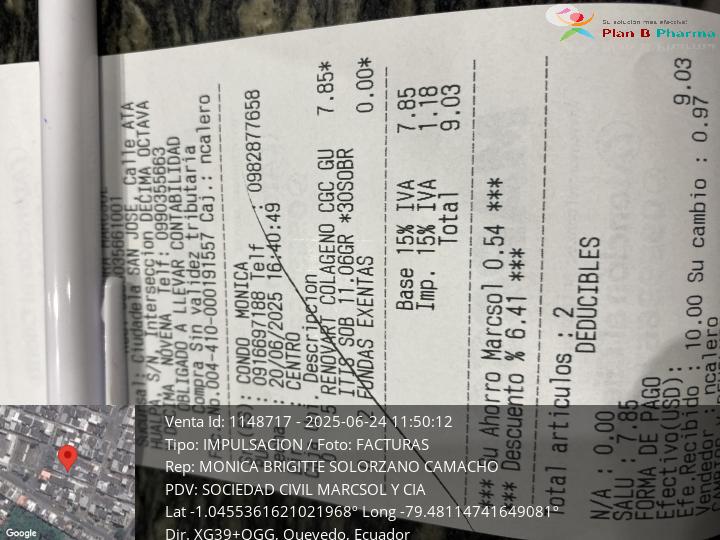 Su solución más efectiva!
Plan B Pharma
Sucursal: Ciudadela SAN JOSE, Calle ATA
S/N, Interseccion DECIMA OCTAVA
NOVENA Telf: 0990355663
OBLIGADO A LLEVAR CONTABILIDAD
Compra Sin validez tributaria
No.004-410-000191557 Caj.: ncalero
CONDO MONICA
: 0916697188 Telf : 0982877658
: 20/06/2025 16:40:49
: CENTRO
Descripcion
RENOVART COLAGENO CGC GU 7.85*
SOB 11.06GR *30SOBR
2 FUNDAS EXENTAS 0.00*
Base 15% IVA 7.85
Imp. 15% IVA 1.18
Total 9.03
*** Su Ahorro Marcsol 0.54 ***
*** Descuento % 6.41 ***
Total articulos : 2
DEDUCIBLES
N/A : 0.00
SALU : 7.85
FORMA DE PAGO
Efectivo(USD): 9.03
Efe.Recibido : 10.00 Su cambio : 0.97
Vendedor : ncalero
Google
Venta Id: 1148717 - 2025-06-24 11:50:12
Tipo: IMPULSACION / Foto: FACTURAS
Rep: MONICA BRIGITTE SOLORZANO CAMACHO
PDV: SOCIEDAD CIVIL MARCSOL Y CIA
Lat -1.0455361621021968° Long -79.48114741649081°
Dir. XG39+QGG, Quevedo, Ecuador